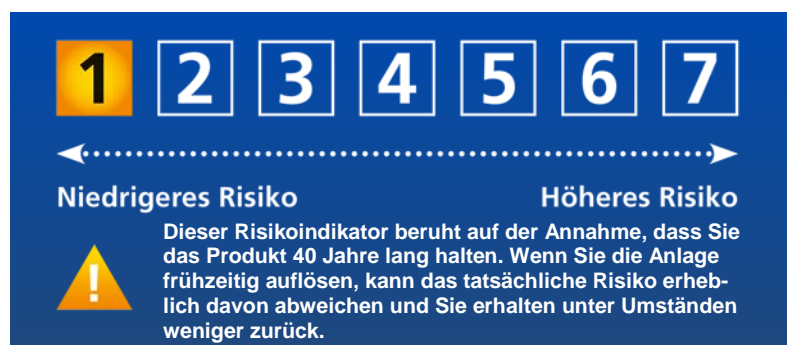 1 2 3 4 5 6 7
Niedrigeres Risiko Höheres Risiko
Dieser Risikoindikator beruht auf der Annahme, dass Sie
das Produkt 40 Jahre lang halten. Wenn Sie die Anlage
frühzeitig auflösen, kann das tatsächliche Risiko erheb-
lich davon abweichen und Sie erhalten unter Umständen
weniger zurück.